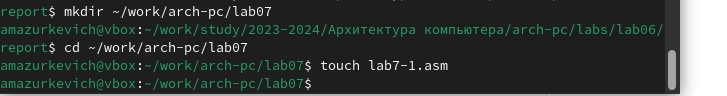 report$ mkdir ~/work/arch-pc/lab07
amazurkevich@vbox:~/work/study/2023-2024/Архитектура компьютера/arch-pc/labs/lab06/
report$ cd ~/work/arch-pc/lab07
amazurkevich@vbox:~/work/arch-pc/lab07$ touch lab7-1.asm
amazurkevich@vbox:~/work/arch-pc/lab07$